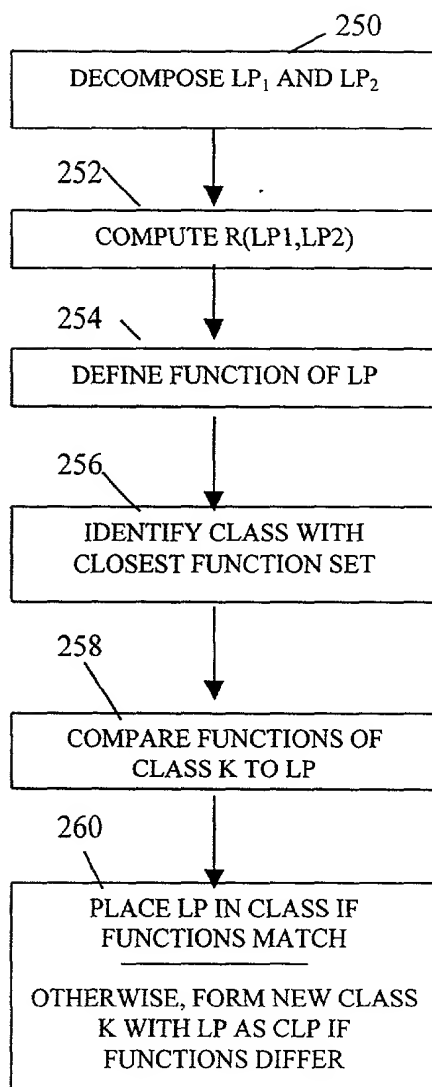 250
DECOMPOSE LP₁ AND LP₂
252
COMPUTE R(LP1,LP2)
254
DEFINE FUNCTION OF LP
256
IDENTIFY CLASS WITH
CLOSEST FUNCTION SET
258
COMPARE FUNCTIONS OF
CLASS K TO LP
260
PLACE LP IN CLASS IF
FUNCTIONS MATCH
OTHERWISE, FORM NEW CLASS
K WITH LP AS CLP IF
FUNCTIONS DIFFER